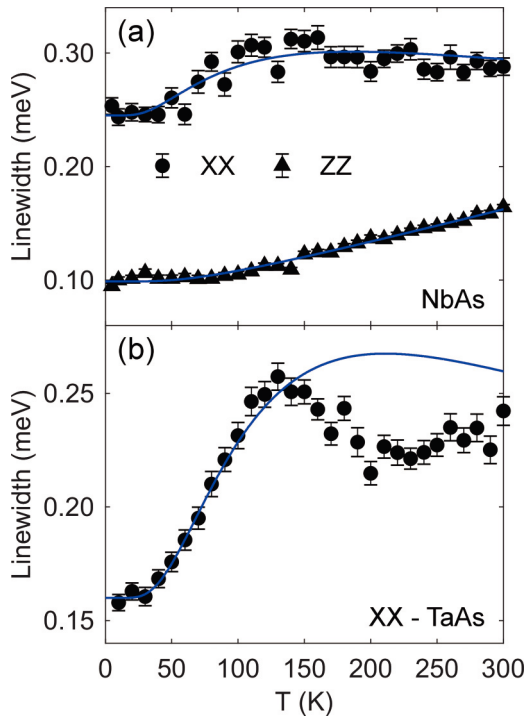 (a)
0.30
0.20
0.10
Linewidth (meV)
XX
ZZ
NbAs
(b)
0.25
0.20
0.15
Linewidth (meV)
XX - TaAs
0 50 100 150 200 250 300
T (K)